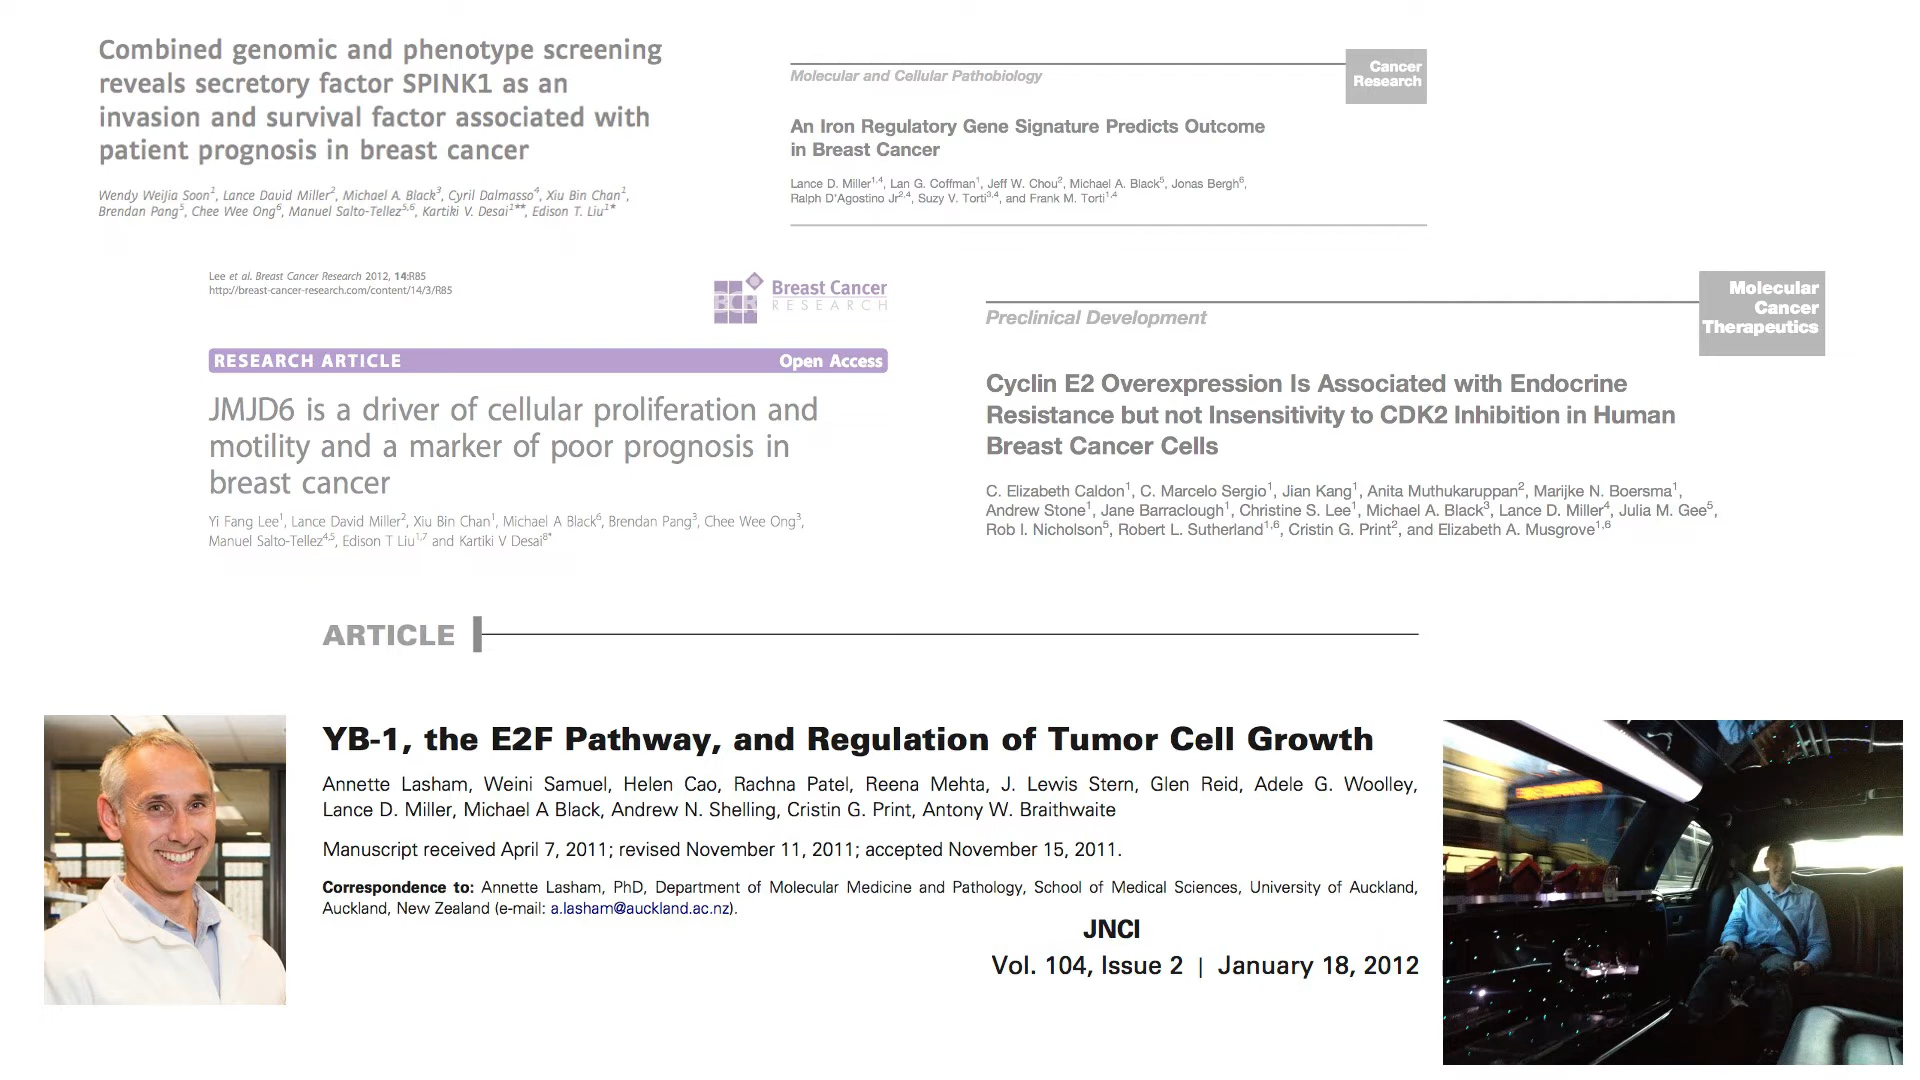 Combined genomic and phenotype screening
reveals secretory factor SPINK1 as an
invasion and survival factor associated with
patient prognosis in breast cancer
Wendy WeiJia Soon1, Lance David Miller2, Michael A. Black3, Cyril Dalmasso4, Xiu Bin Chan1,
Brendan Pang5, Chee Wee Ong6, Manuel Salto-Tellez5,6, Kartiki V. Desai1**, Edison T. Liu1*
Molecular and Cellular Pathobiology
Cancer
Research
An Iron Regulatory Gene Signature Predicts Outcome
in Breast Cancer
Lance D. Miller1,4, Lan G. Coffman1, Jeff W. Chou2, Michael A. Black5, Jonas Bergh6,
Ralph D'Agostino Jr2,4, Suzy V. Torti3,4, and Frank M. Torti1,4
Lee et al. Breast Cancer Research 2012, 14:R85
http://breast-cancer-research.com/content/14/3/R85
BCR
Breast Cancer
RESEARCH
RESEARCH ARTICLE
Open Access
JMJD6 is a driver of cellular proliferation and
motility and a marker of poor prognosis in
breast cancer
Yi Fang Lee1, Lance David Miller2, Xiu Bin Chan1, Michael A Black6, Brendan Pang3, Chee Wee Ong3,
Manuel Salto-Tellez4,5, Edison T Liu1,7 and Kartiki V Desai8*
Preclinical Development
Molecular
Cancer
Therapeutics
Cyclin E2 Overexpression Is Associated with Endocrine
Resistance but not Insensitivity to CDK2 Inhibition in Human
Breast Cancer Cells
C. Elizabeth Caldon1, C. Marcelo Sergio1, Jian Kang1, Anita Muthukaruppan2, Marijke N. Boersma1,
Andrew Stone1, Jane Barraclough1, Christine S. Lee1, Michael A. Black3, Lance D. Miller4, Julia M. Gee5,
Rob I. Nicholson5, Robert L. Sutherland1,6, Cristin G. Print2, and Elizabeth A. Musgrove1,6
ARTICLE
YB-1, the E2F Pathway, and Regulation of Tumor Cell Growth
Annette Lasham, Weini Samuel, Helen Cao, Rachna Patel, Reena Mehta, J. Lewis Stern, Glen Reid, Adele G. Woolley,
Lance D. Miller, Michael A Black, Andrew N. Shelling, Cristin G. Print, Antony W. Braithwaite
Manuscript received April 7, 2011; revised November 11, 2011; accepted November 15, 2011.
Correspondence to: Annette Lasham, PhD, Department of Molecular Medicine and Pathology, School of Medical Sciences, University of Auckland,
Auckland, New Zealand (e-mail: a.lasham@auckland.ac.nz).
JNCI
Vol. 104, Issue 2 | January 18, 2012